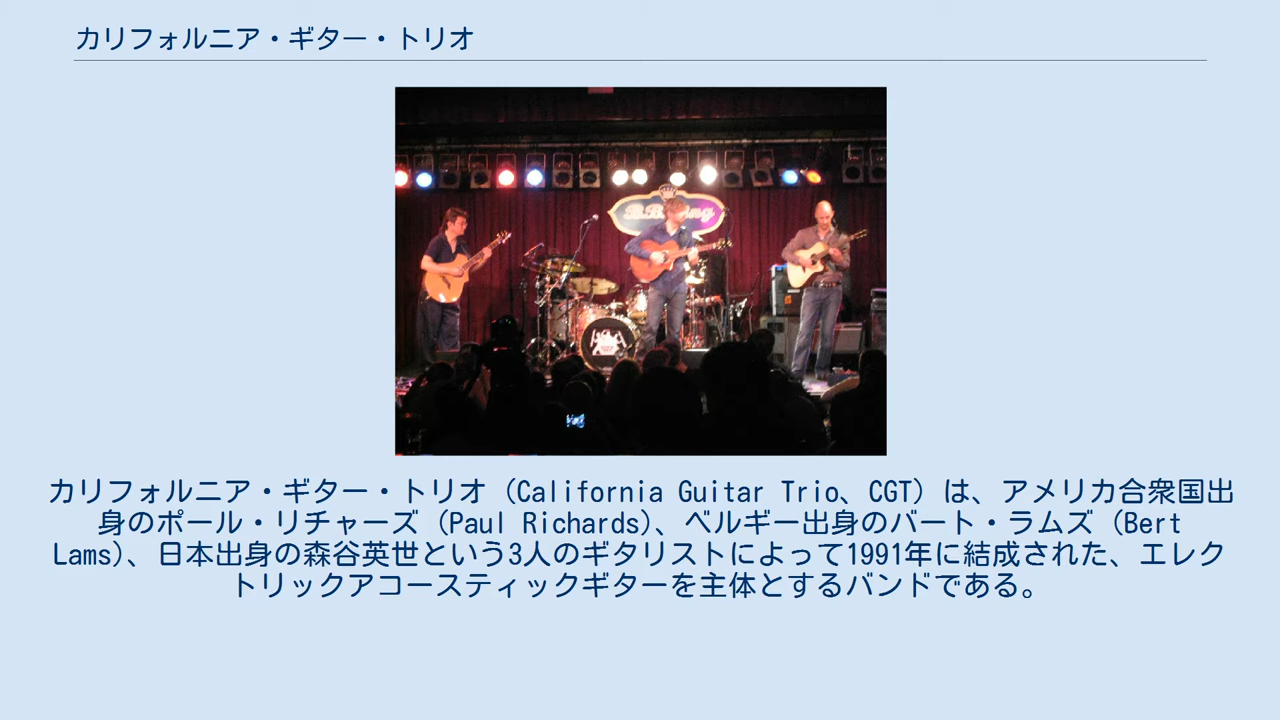 カリフォルニア・ギター・トリオ
カリフォルニア・ギター・トリオ（California Guitar Trio、CGT）は、アメリカ合衆国出
身のポール・リチャーズ（Paul Richards）、ベルギー出身のバート・ラムズ（Bert
Lams）、日本出身の森谷英世という3人のギタリストによって1991年に結成された、エレク
トリックアコースティックギターを主体とするバンドである。